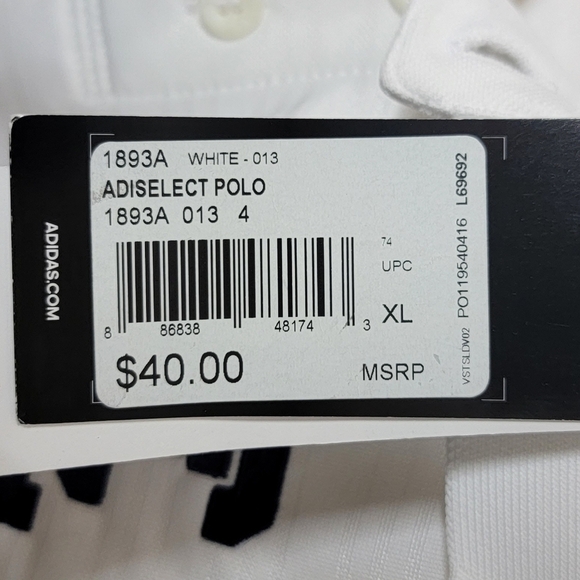 1893A WHITE - 013
ADISELECT POLO
1893A 013 4
74
UPC
8 86838 48174 3
XL
$40.00
MSRP
VSTSLDV02 PO119540416 L69692
ADIDAS.COM